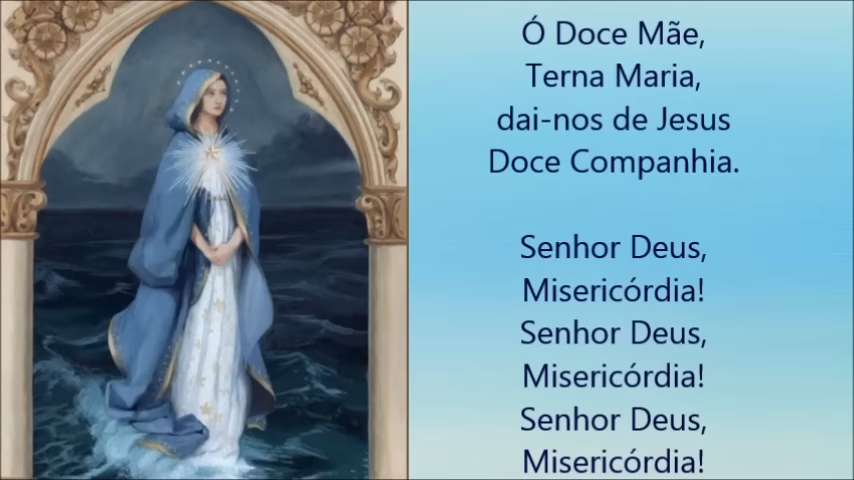 Ó Doce Mãe,
Terna Maria,
dai-nos de Jesus
Doce Companhia.
Senhor Deus,
Misericórdia!
Senhor Deus,
Misericórdia!
Senhor Deus,
Misericórdia!